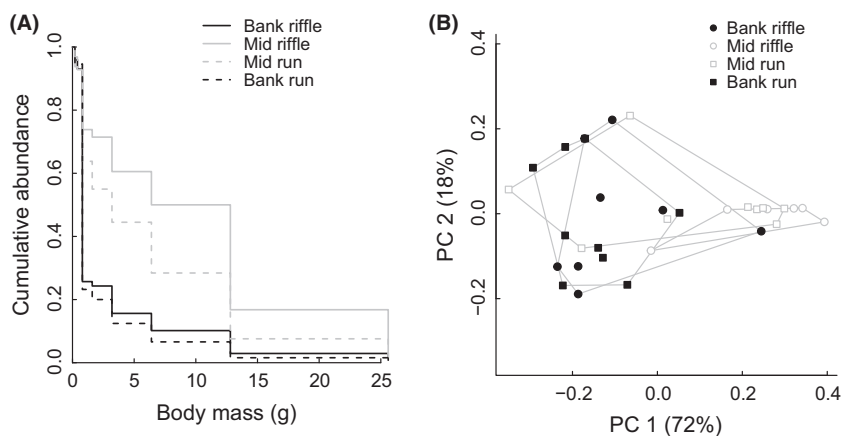 (A)
Bank riffle
Mid riffle
Mid run
Bank run
Cumulative abundance
1.0
0.8
0.6
0.4
0.2
0.0
0 5 10 15 20 25
Body mass (g)
(B)
Bank riffle
Mid riffle
Mid run
Bank run
PC 2 (18%)
0.4
0.2
0.0
−0.2
−0.2 0.0 0.2 0.4
PC 1 (72%)